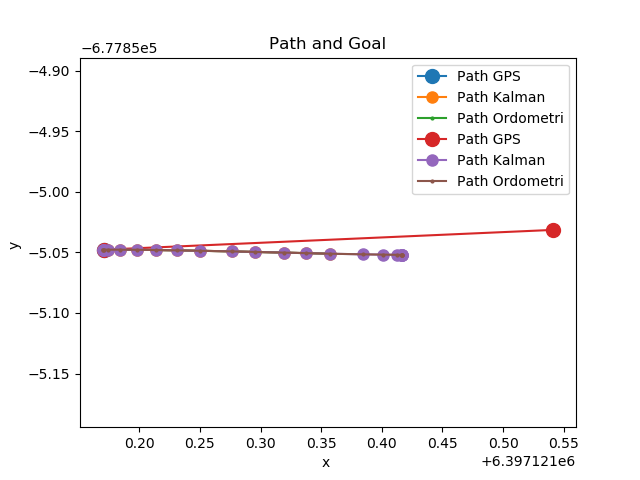 Path and Goal
−6.7785e5
−4.90
−4.95
−5.00
−5.05
−5.10
−5.15
y
Path GPS
Path Kalman
Path Ordometri
Path GPS
Path Kalman
Path Ordometri
0.20 0.25 0.30 0.35 0.40 0.45 0.50 0.55
x
+6.397121e6